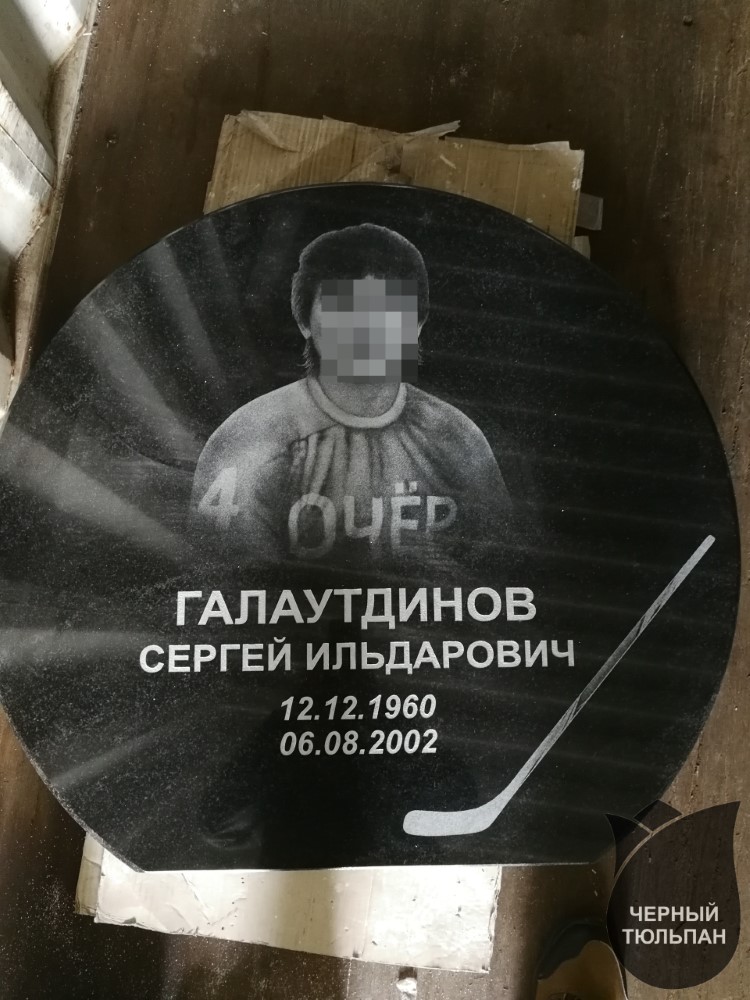 4
ОЧЁР
ГАЛАУТДИНОВ
СЕРГЕЙ ИЛЬДАРОВИЧ
12.12.1960
06.08.2002
ЧЕРНЫЙ
ТЮЛЬПАН